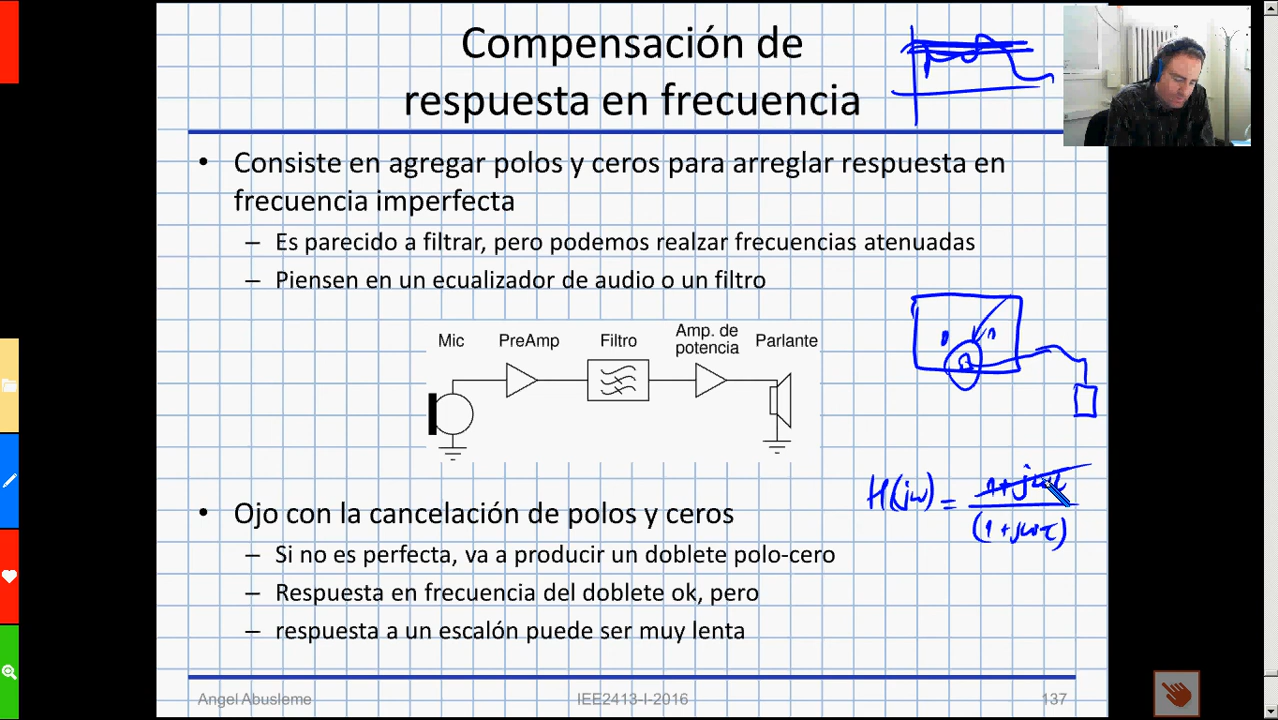 Compensación de
respuesta en frecuencia
• Consiste en agregar polos y ceros para arreglar respuesta en
frecuencia imperfecta
– Es parecido a filtrar, pero podemos realzar frecuencias atenuadas
– Piensen en un ecualizador de audio o un filtro
Mic PreAmp Filtro Amp. de potencia Parlante
H(jω) = 1+jωτ
(1+jωτ)
• Ojo con la cancelación de polos y ceros
– Si no es perfecta, va a producir un doblete polo-cero
– Respuesta en frecuencia del doblete ok, pero
– respuesta a un escalón puede ser muy lenta
Angel Abusleme IEE2413-I-2016 137